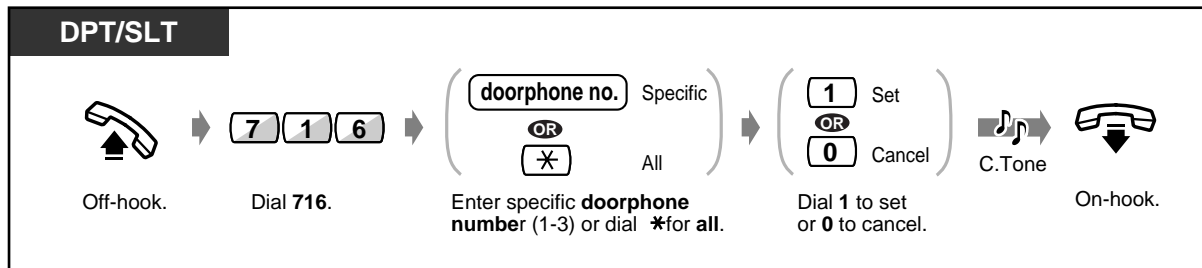 DPT/SLT
doorphone no. Specific
OR
✳ All
1 Set
OR
0 Cancel
7 1 6
C.Tone
Off-hook.
Dial 716.
Enter specific doorphone
number (1-3) or dial ✳for all.
Dial 1 to set
or 0 to cancel.
On-hook.